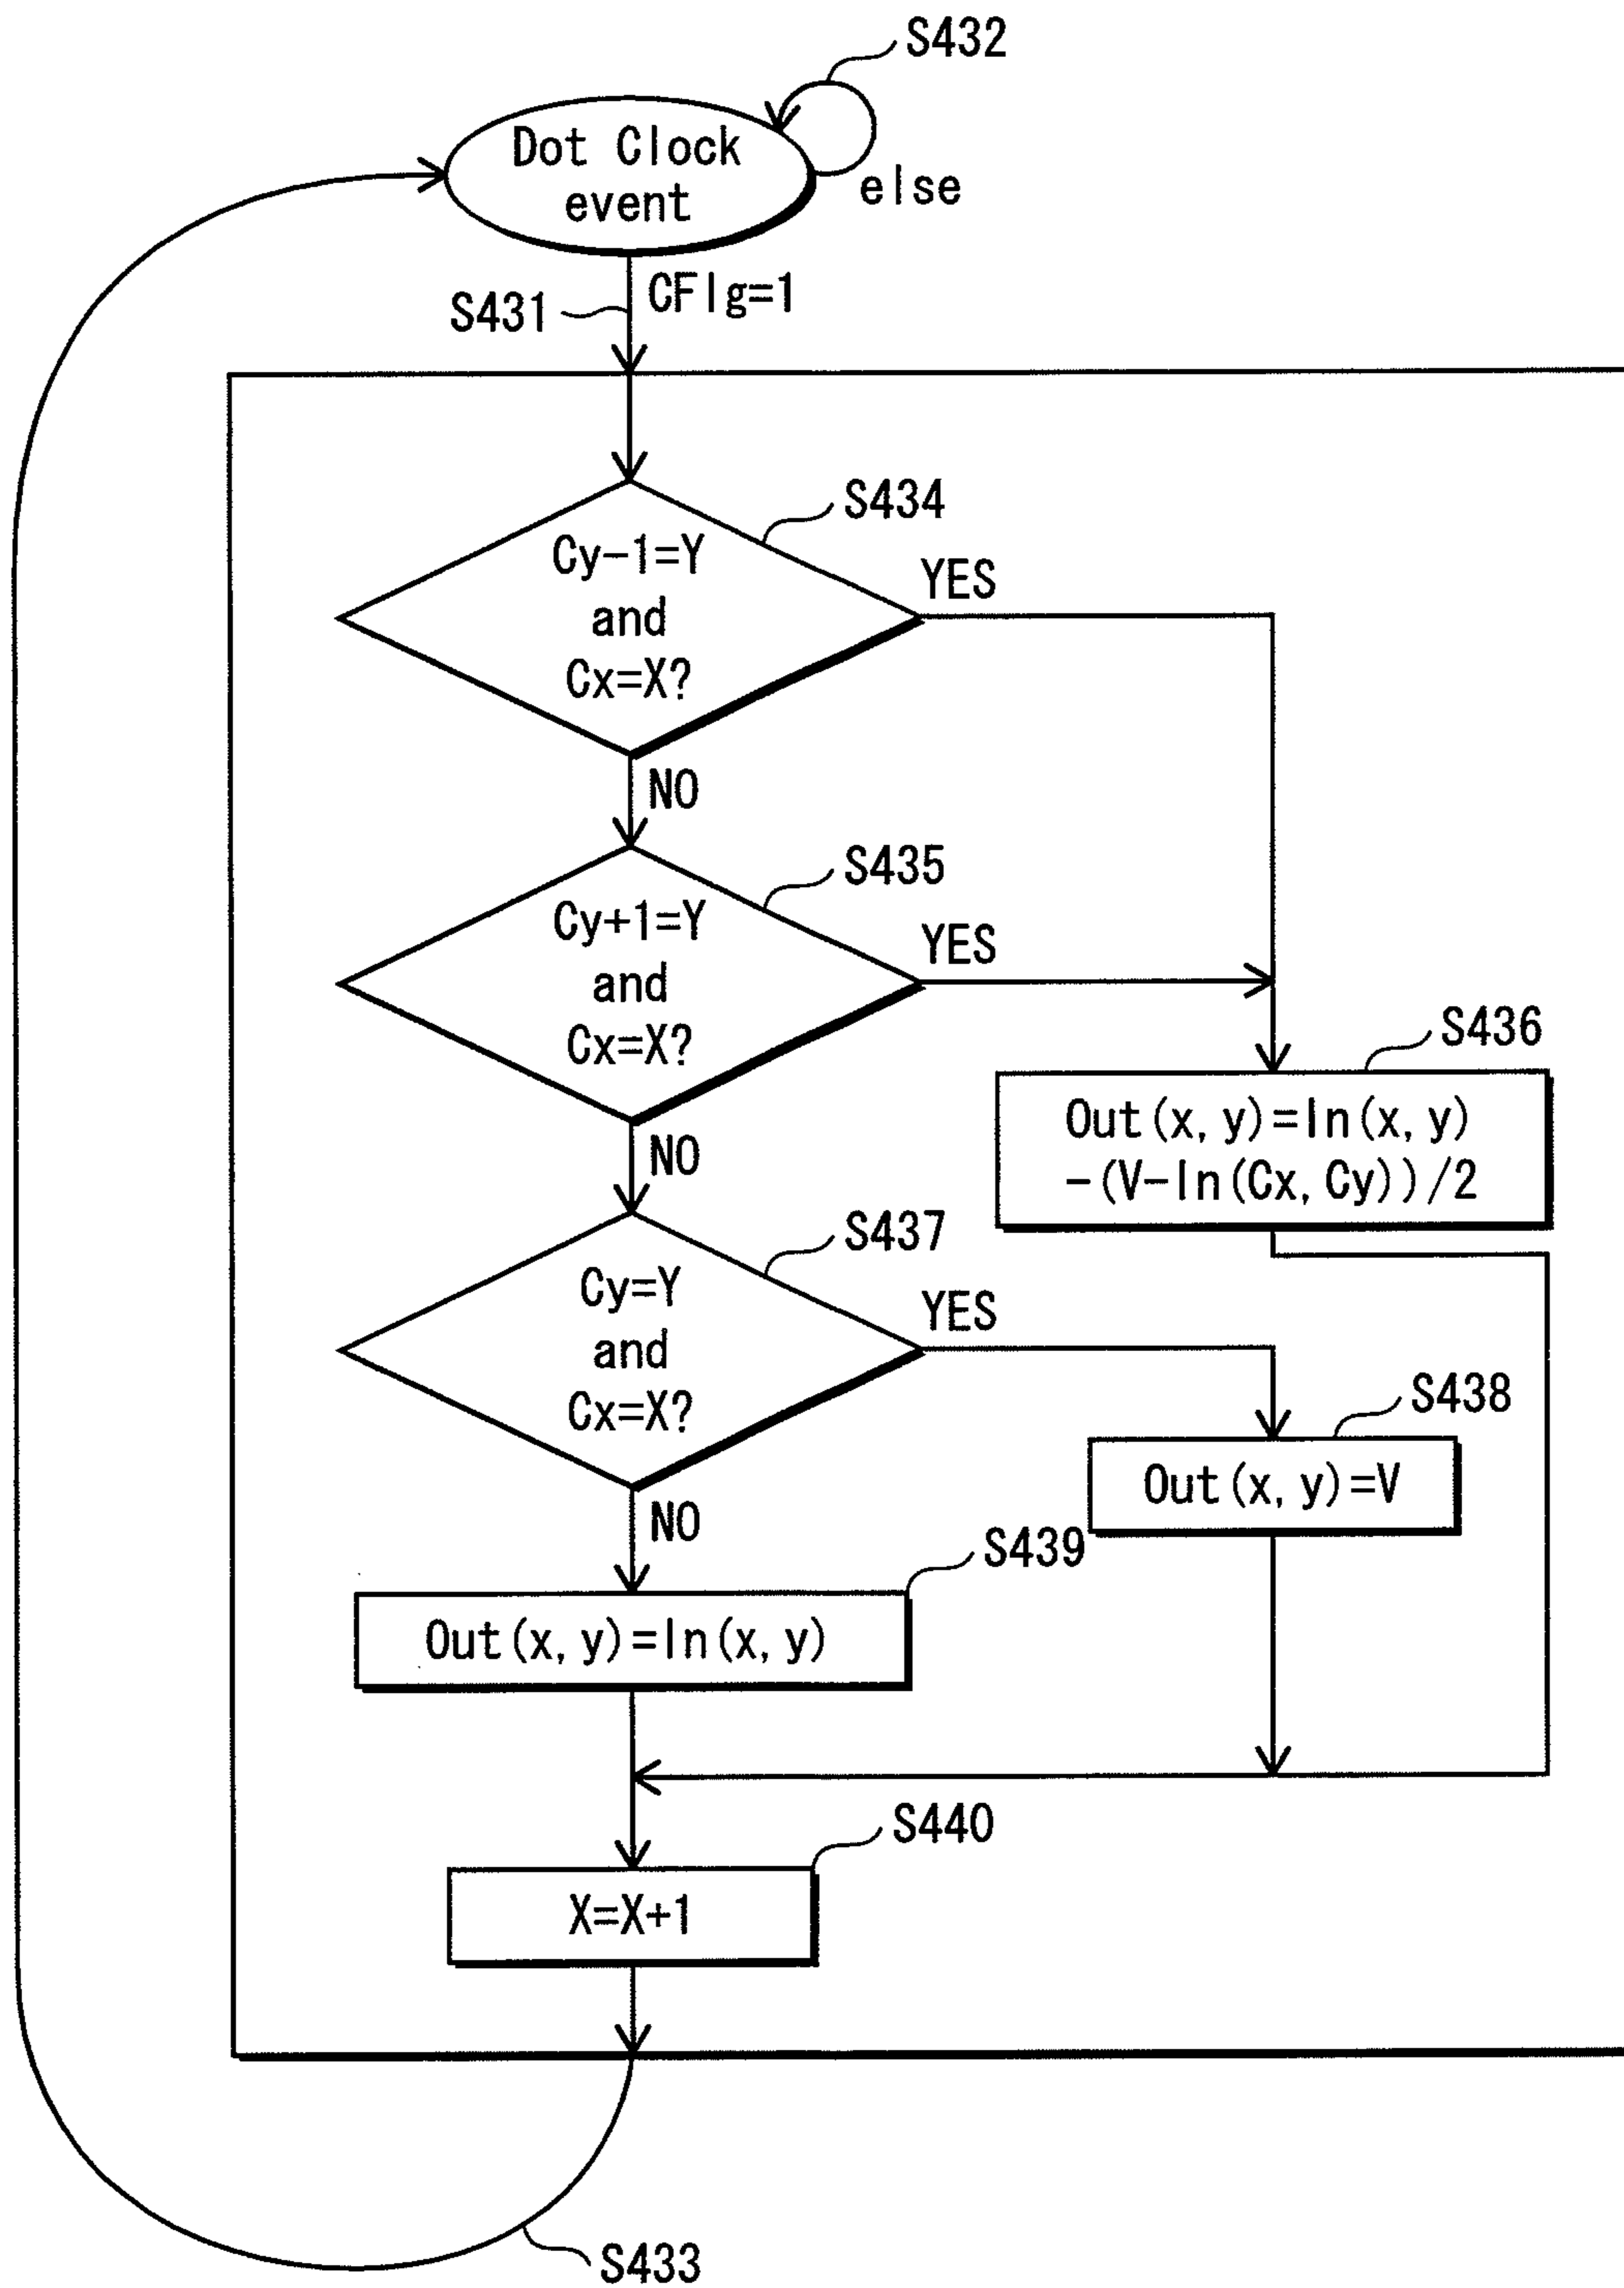 S432
Dot Clock
event
else
CFlg=1
S431
S434
Cy-1=Y
and
Cx=X?
YES
NO
S435
Cy+1=Y
and
Cx=X?
YES
S436
Out(x, y)=In(x, y)
-(V-In(Cx, Cy))/2
NO
S437
Cy=Y
and
Cx=X?
YES
S438
Out(x, y)=V
NO
S439
Out(x, y)=In(x, y)
S440
X=X+1
S433